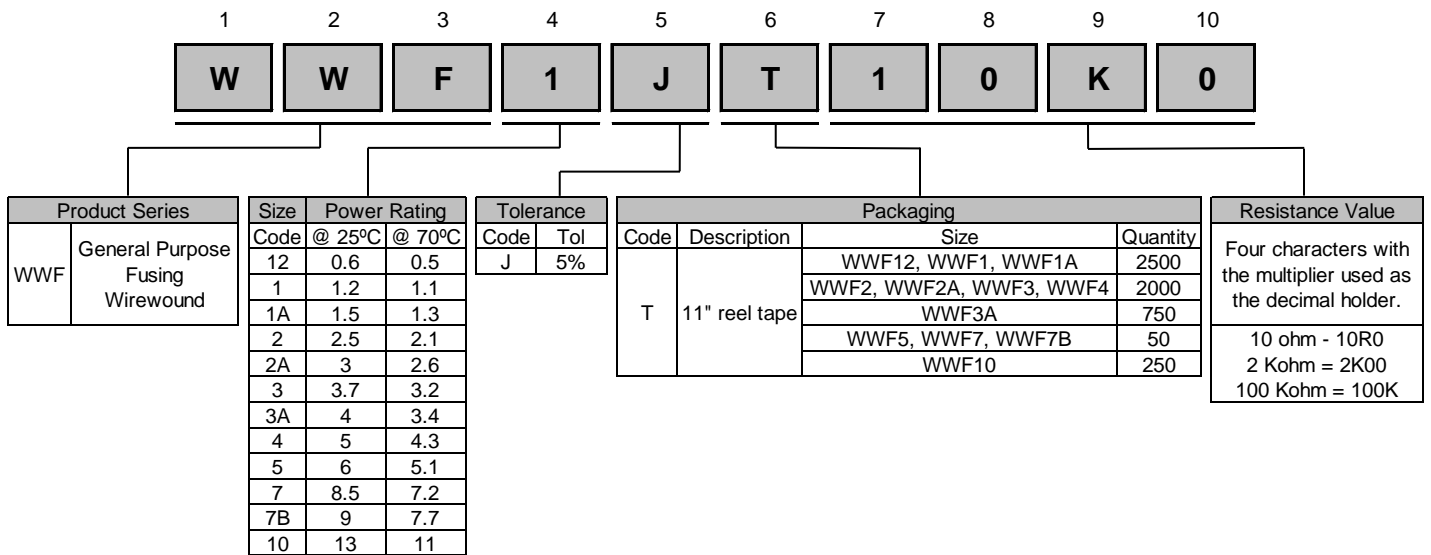 1 2 3 4 5 6 7 8 9 10
W W F 1 J T 1 0 K 0
Product Series
WWF General Purpose
Fusing
Wirewound
Size Power Rating
Code @ 25ºC @ 70ºC
12 0.6 0.5
1 1.2 1.1
1A 1.5 1.3
2 2.5 2.1
2A 3 2.6
3 3.7 3.2
3A 4 3.4
4 5 4.3
5 6 5.1
7 8.5 7.2
7B 9 7.7
10 13 11
Tolerance
Code Tol
J 5%
Packaging
Code Description Size Quantity
T 11" reel tape
WWF12, WWF1, WWF1A 2500
WWF2, WWF2A, WWF3, WWF4 2000
WWF3A 750
WWF5, WWF7, WWF7B 50
WWF10 250
Resistance Value
Four characters with
the multiplier used as
the decimal holder.
10 ohm - 10R0
2 Kohm = 2K00
100 Kohm = 100K